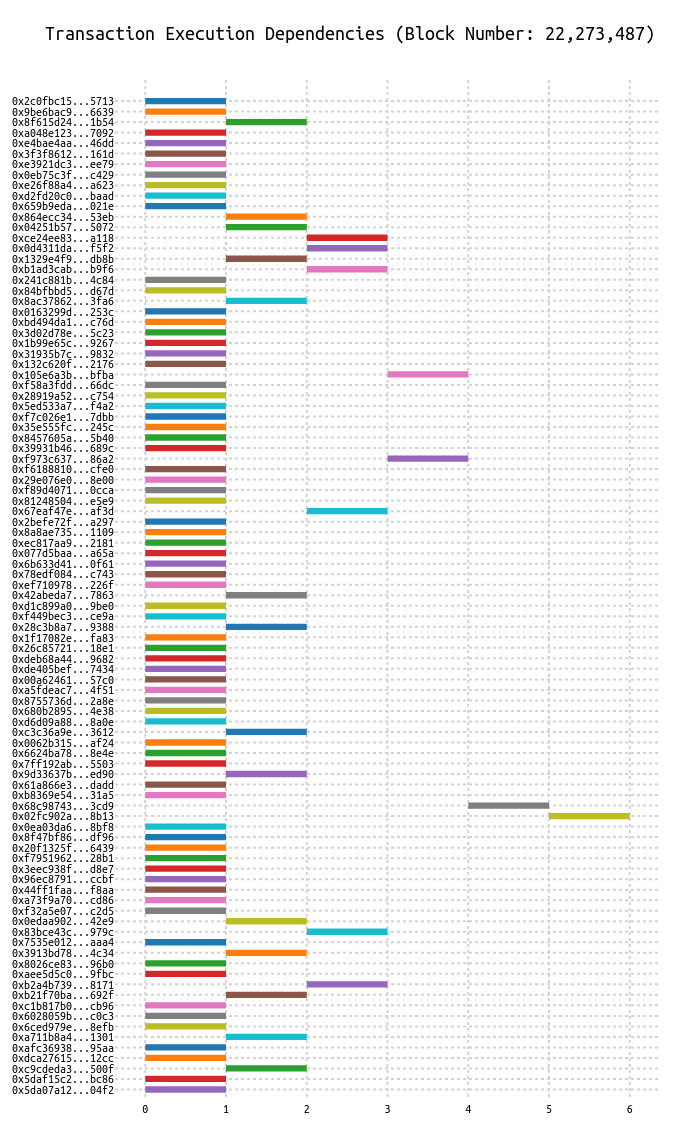 Transaction Execution Dependencies (Block Number: 22,273,487)
0x2c0fbc15...5713
0x9be6bac9...6639
0x8f615d24...1b54
0xa048e123...7092
0xe4bae4aa...46dd
0x3f3f8612...161d
0xe3921dc3...ee79
0x0eb75c3f...c429
0xe26f88a4...a623
0xd2fd20c0...baad
0x659b9eda...021e
0x864ecc34...53eb
0x04251b57...5072
0xce24ee83...a118
0x0d4311da...f5f2
0x1329e4f9...db8b
0xb1ad3cab...b9f6
0x241c881b...4c84
0x84bfbbd5...d67d
0x8ac37862...3fa6
0x0163299d...253c
0xbd494da1...c76d
0x3d02d78e...5c23
0x1b99e65c...9267
0x31935b7c...9832
0x132c620f...2176
0x105e6a3b...bfba
0xf58a3fdd...66dc
0x28919a52...c754
0x5ed533a7...f4a2
0xf7c026e1...7dbb
0x35e555fc...245c
0x8457605a...5b40
0x39931b46...689c
0xf973c637...86a2
0xf6188810...cfe0
0x29e076e0...8e00
0xf89d4071...0cca
0x81248504...e5e9
0x67eaf47e...af3d
0x2befe72f...a297
0x8a8ae735...1109
0xec817aa9...2181
0x077d5baa...a65a
0x6b633d41...0f61
0x78edf084...c743
0xef710978...226f
0x42abeda7...7863
0xd1c899a0...9be0
0xf449bec3...ce9a
0x28c3b8a7...9388
0x1f17082e...fa83
0x26c85721...18e1
0xdeb68a44...9682
0xde405bef...7434
0x00a62461...57c0
0xa5fdeac7...4f51
0x8755736d...2a8e
0x680b2895...4e38
0xd6d09a88...8a0e
0xc3c36a9e...3612
0x0062b315...af24
0x6624ba78...8e4e
0x7ff192ab...5503
0x9d33637b...ed90
0x61a866e3...dadd
0xb8369e54...31a5
0x68c98743...3cd9
0x02fc902a...8b13
0x0ea03da6...8bf8
0x8f47bf86...df96
0x20f1325f...6439
0xf7951962...28b1
0x3eec938f...d8e7
0x96ec8791...ccbf
0x44ff1faa...f8aa
0xa73f9a70...cd86
0xf32a5e07...c2d5
0x0edaa902...42e9
0x83bce43c...979c
0x7535e012...aaa4
0x3913bd78...4c34
0x8026ce83...96b0
0xaee5d5c0...9fbc
0xb2a4b739...8171
0xb21f70ba...692f
0xc1b817b0...cb96
0x6028059b...c0c3
0x6ced979e...8efb
0xa711b8a4...1301
0xafc36938...95aa
0xdca27615...12cc
0xc9cdeda3...500f
0x5daf15c2...bc86
0x5da07a12...04f2
0 1 2 3 4 5 6